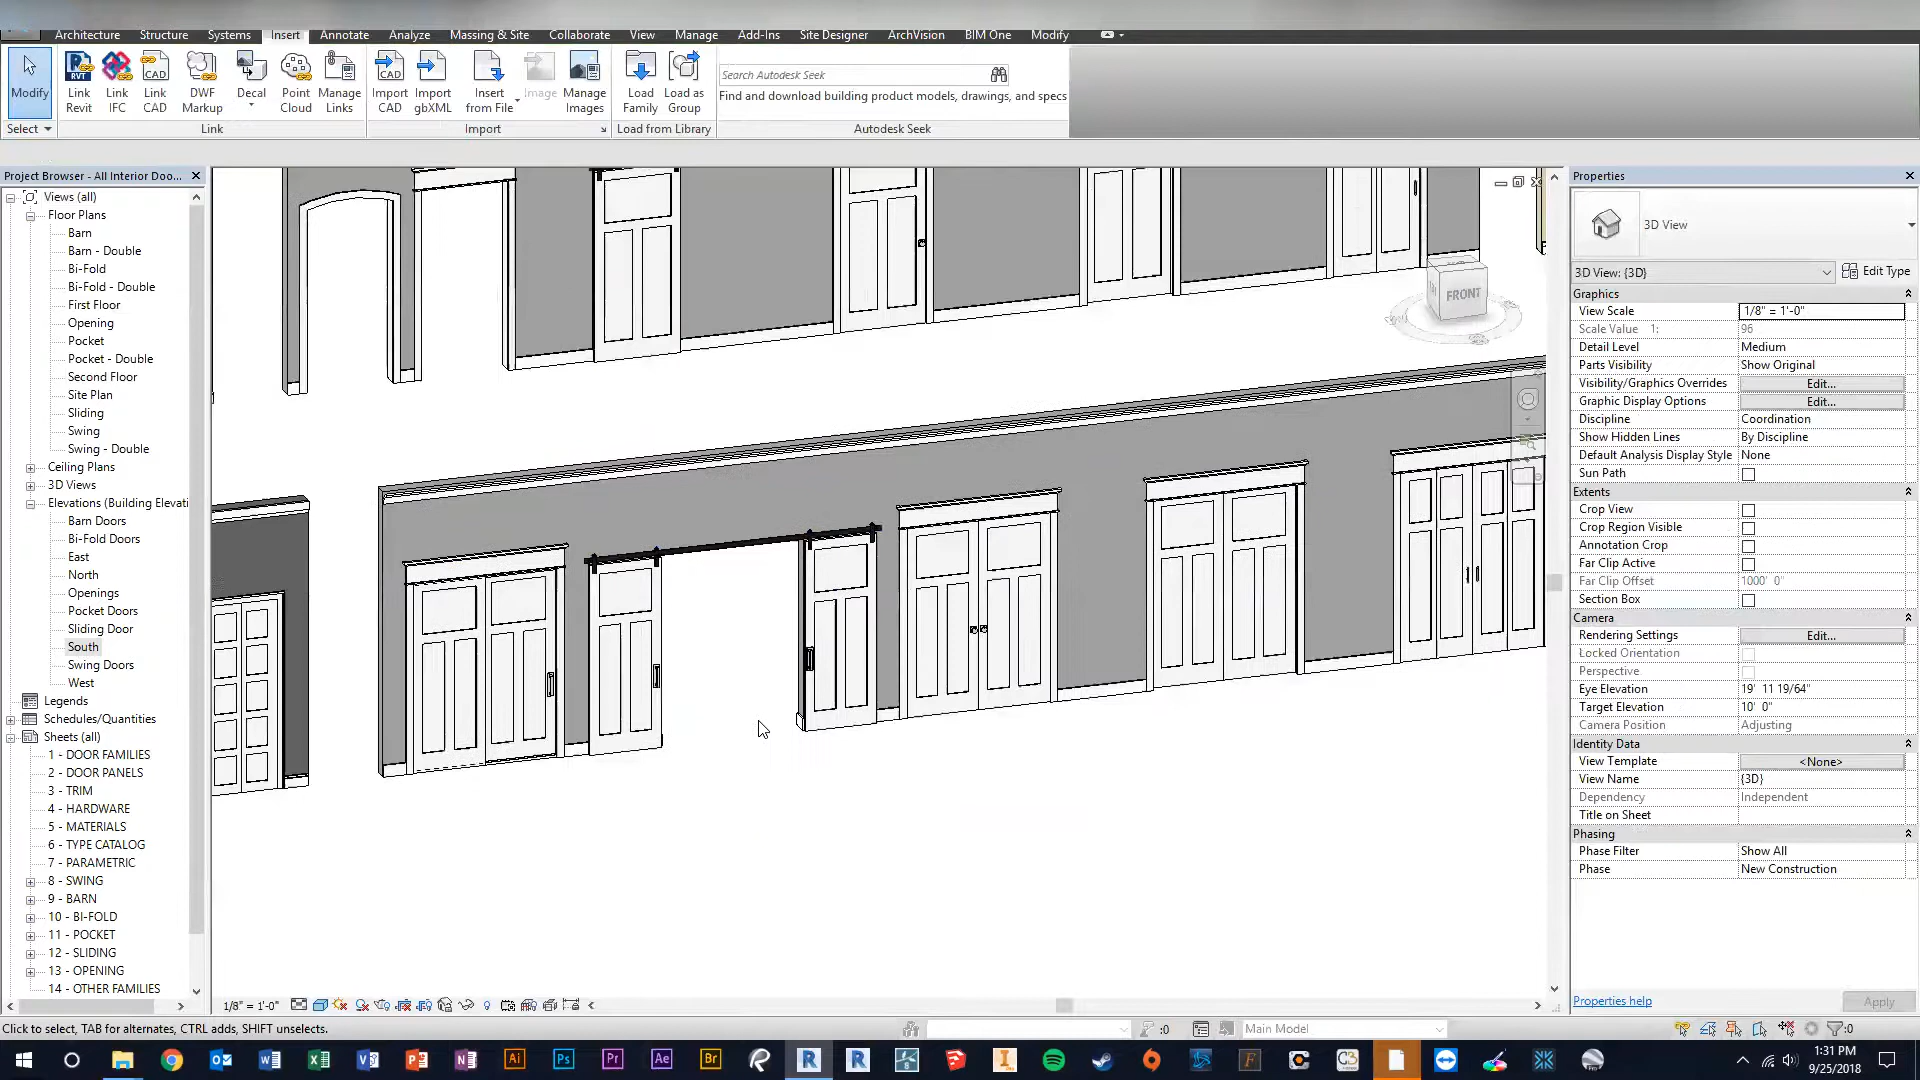 Architecture Structure Systems Insert Annotate Analyze Massing & Site Collaborate View Manage Add-Ins Site Designer ArchVision BIM One Modify
Modify
Link Revit
Link IFC
Link CAD
DWF Markup
Decal
Point Cloud
Manage Links
Import CAD
Import gbXML
Insert from File
Image
Manage Images
Load Family
Load as Group
Search Autodesk Seek
Find and download building product models, drawings, and specs
Select
Link
Import
Load from Library
Autodesk Seek
Project Browser - All Interior Doo...
Views (all)
Floor Plans
Barn
Barn - Double
Bi-Fold
Bi-Fold - Double
First Floor
Opening
Pocket
Pocket - Double
Second Floor
Site Plan
Sliding
Swing
Swing - Double
Ceiling Plans
3D Views
Elevations (Building Elevati
Barn Doors
Bi-Fold Doors
East
North
Openings
Pocket Doors
Sliding Door
South
Swing Doors
West
Legends
Schedules/Quantities
Sheets (all)
1 - DOOR FAMILIES
2 - DOOR PANELS
3 - TRIM
4 - HARDWARE
5 - MATERIALS
6 - TYPE CATALOG
7 - PARAMETRIC
8 - SWING
9 - BARN
10 - BI-FOLD
11 - POCKET
12 - SLIDING
13 - OPENING
14 - OTHER FAMILIES
FRONT
1/8" = 1'-0"
Properties
3D View
3D View: {3D}
Edit Type
Graphics
View Scale 1/8" = 1'-0"
Scale Value 1: 96
Detail Level Medium
Parts Visibility Show Original
Visibility/Graphics Overrides Edit...
Graphic Display Options Edit...
Discipline Coordination
Show Hidden Lines By Discipline
Default Analysis Display Style None
Sun Path
Extents
Crop View
Crop Region Visible
Annotation Crop
Far Clip Active
Far Clip Offset 1000' 0"
Section Box
Camera
Rendering Settings Edit...
Locked Orientation
Perspective
Eye Elevation 19' 11 19/64"
Target Elevation 10' 0"
Camera Position Adjusting
Identity Data
View Template <None>
View Name {3D}
Dependency Independent
Title on Sheet
Phasing
Phase Filter Show All
Phase New Construction
Properties help
Apply
Click to select, TAB for alternates, CTRL adds, SHIFT unselects.
:0
Main Model
:0
Ai Ps Pr Ae Br
1:31 PM
9/25/2018